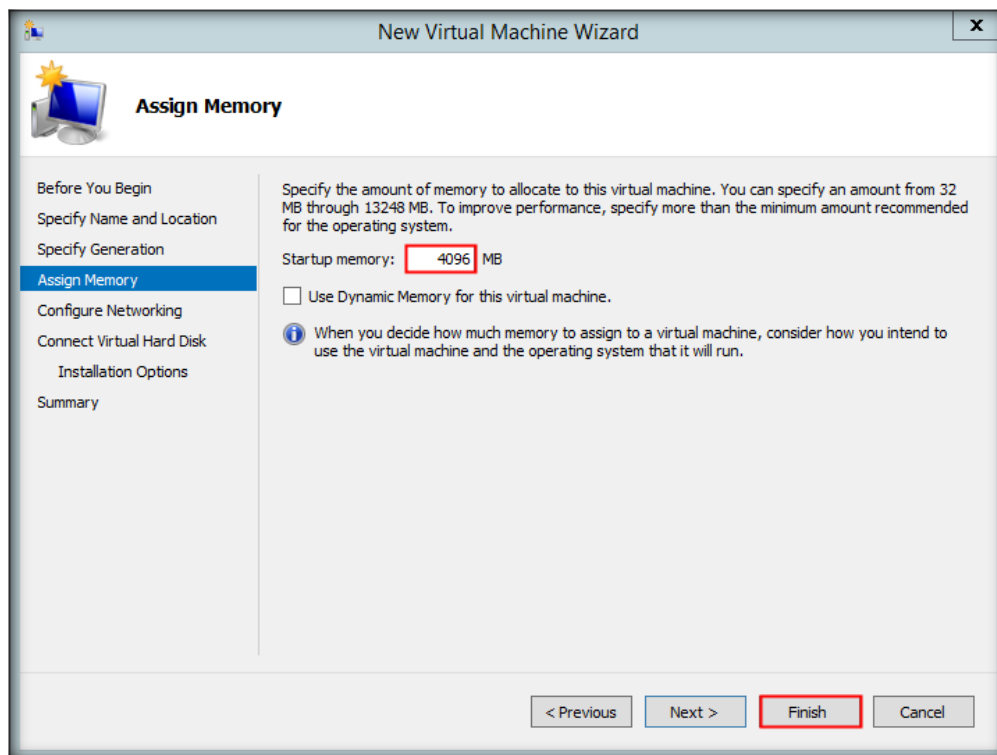 New Virtual Machine Wizard
x
Assign Memory
Before You Begin
Specify Name and Location
Specify Generation
Assign Memory
Configure Networking
Connect Virtual Hard Disk
Installation Options
Summary
Specify the amount of memory to allocate to this virtual machine. You can specify an amount from 32
MB through 13248 MB. To improve performance, specify more than the minimum amount recommended
for the operating system.
Startup memory: 4096 MB
Use Dynamic Memory for this virtual machine.
When you decide how much memory to assign to a virtual machine, consider how you intend to
use the virtual machine and the operating system that it will run.
< Previous Next > Finish Cancel